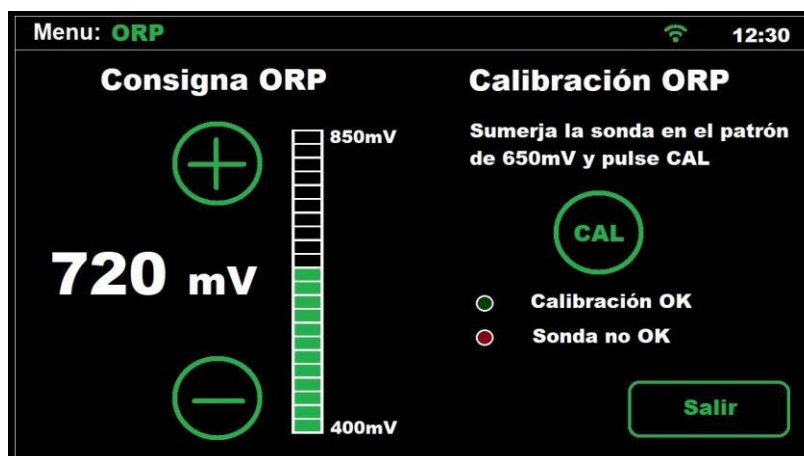 Menu: ORP
12:30
Consigna ORP
850mV
720 mV
400mV
Calibración ORP
Sumerja la sonda en el patrón
de 650mV y pulse CAL
CAL
Calibración OK
Sonda no OK
Salir